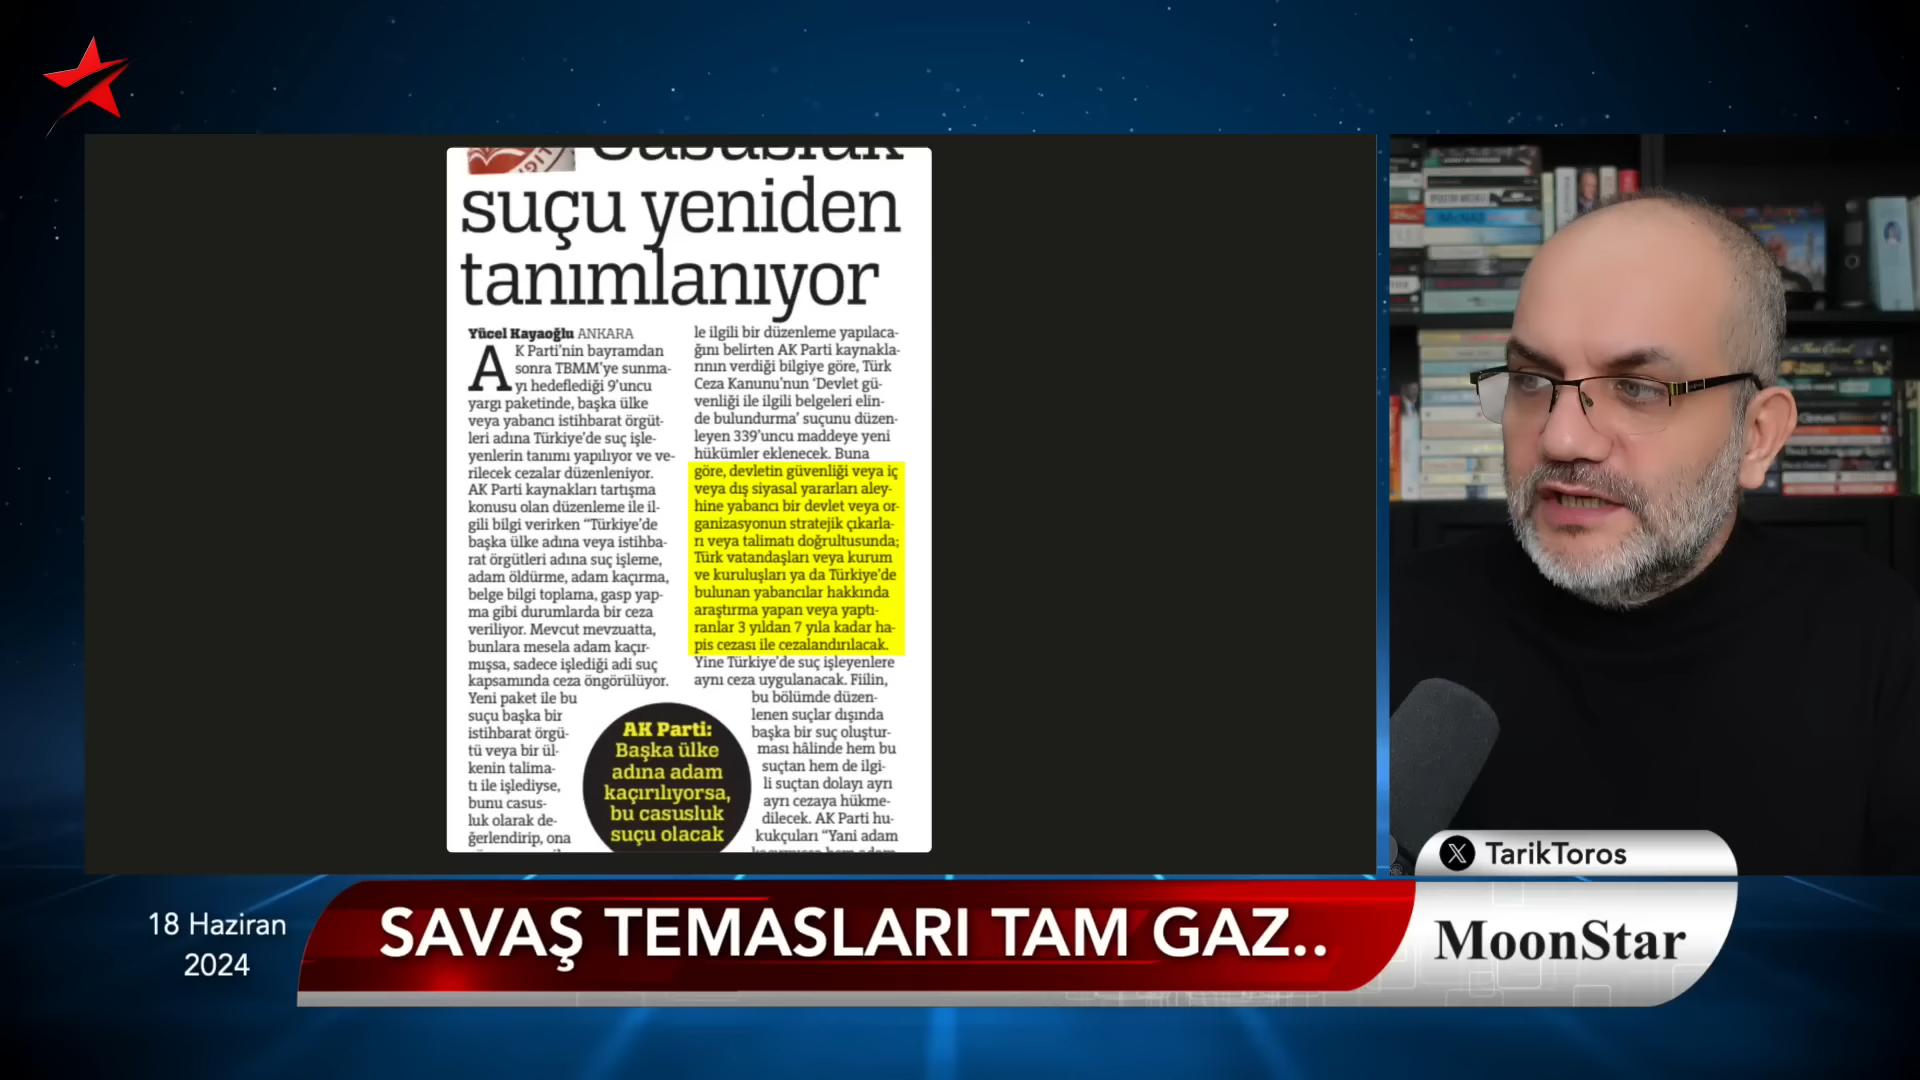 Casusluk
suçu yeniden
tanımlanıyor
Yücel Kayaoğlu ANKARA
AK Parti'nin bayramdan
sonra TBMM'ye sunma-
yı hedeflediği 9'uncu
yargı paketinde, başka ülke
veya yabancı istihbarat örgüt-
leri adına Türkiye'de suç işle-
yenlerin tanımı yapılıyor ve ve-
rilecek cezalar düzenleniyor.
AK Parti kaynakları tartışma
konusu olan düzenleme ile il-
gili bilgi verirken “Türkiye'de
başka ülke adına veya istihba-
rat örgütleri adına suç işleme,
adam öldürme, adam kaçırma,
belge bilgi toplama, gasp yap-
ma gibi durumlarda bir ceza
veriliyor. Mevcut mevzuatta,
bunlara mesela adam kaçır-
mışsa, sadece işlediği adi suç
kapsamında ceza öngörülüyor.
Yeni paket ile bu
suçu başka bir
istihbarat örgü-
tü veya bir ül-
kenin talima-
tı ile işlediyse,
bunu casus-
luk olarak de-
ğerlendirip, ona
le ilgili bir düzenleme yapılaca-
ğını belirten AK Parti kaynakla-
rının verdiği bilgiye göre, Türk
Ceza Kanunu'nun ‘Devlet gü-
venliği ile ilgili belgeleri elin-
de bulundurma’ suçunu düzen-
leyen 339'uncu maddeye yeni
hükümler eklenecek. Buna
göre, devletin güvenliği veya iç
veya dış siyasal yararları aley-
hine yabancı bir devlet veya or-
ganizasyonun stratejik çıkarla-
rı veya talimatı doğrultusunda;
Türk vatandaşları veya kurum
ve kuruluşları ya da Türkiye'de
bulunan yabancılar hakkında
araştırma yapan veya yaptı-
ranlar 3 yıldan 7 yıla kadar ha-
pis cezası ile cezalandırılacak.
Yine Türkiye'de suç işleyenlere
aynı ceza uygulanacak. Fiilin,
bu bölümde düzen-
lenen suçlar dışında
başka bir suç oluştur-
ması hâlinde hem bu
suçtan hem de ilgi-
li suçtan dolayı ayrı
ayrı cezaya hükme-
dilecek. AK Parti hu-
kukçuları “Yani adam
AK Parti:
Başka ülke
adına adam
kaçırılıyorsa,
bu casusluk
suçu olacak
TarikToros
18 Haziran
2024
SAVAŞ TEMASLARI TAM GAZ..
MoonStar